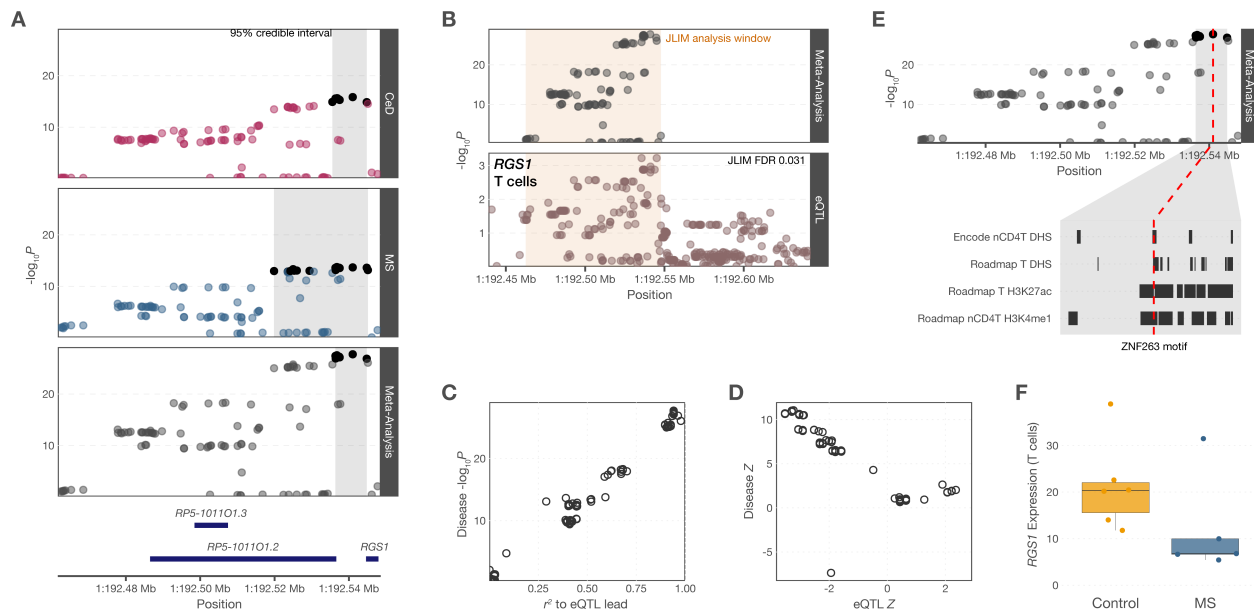 A
95% credible interval
20
10
CeD
20
10
MS
-log10P
20
10
Meta-Analysis
RP5-1011O1.3
RP5-1011O1.2
RGS1
1:192.48 Mb
1:192.50 Mb
1:192.52 Mb
1:192.54 Mb
Position
B
JLIM analysis window
20
10
Meta-Analysis
-log10P
RGS1
T cells
JLIM FDR 0.031
3
2
1
eQTL
1:192.45 Mb
1:192.50 Mb
1:192.55 Mb
1:192.60 Mb
Position
C
Disease -log10P
20
10
0.25
0.50
0.75
1.00
r2 to eQTL lead
D
Disease Z
10
5
0
-5
-2
0
2
eQTL Z
E
-log10P
20
10
Meta-Analysis
1:192.48 Mb
1:192.50 Mb
1:192.52 Mb
1:192.54 Mb
Position
Encode nCD4T DHS
Roadmap T DHS
Roadmap T H3K27ac
Roadmap nCD4T H3K4me1
ZNF263 motif
F
RGS1 Expression (T cells)
30
20
10
0
Control
MS